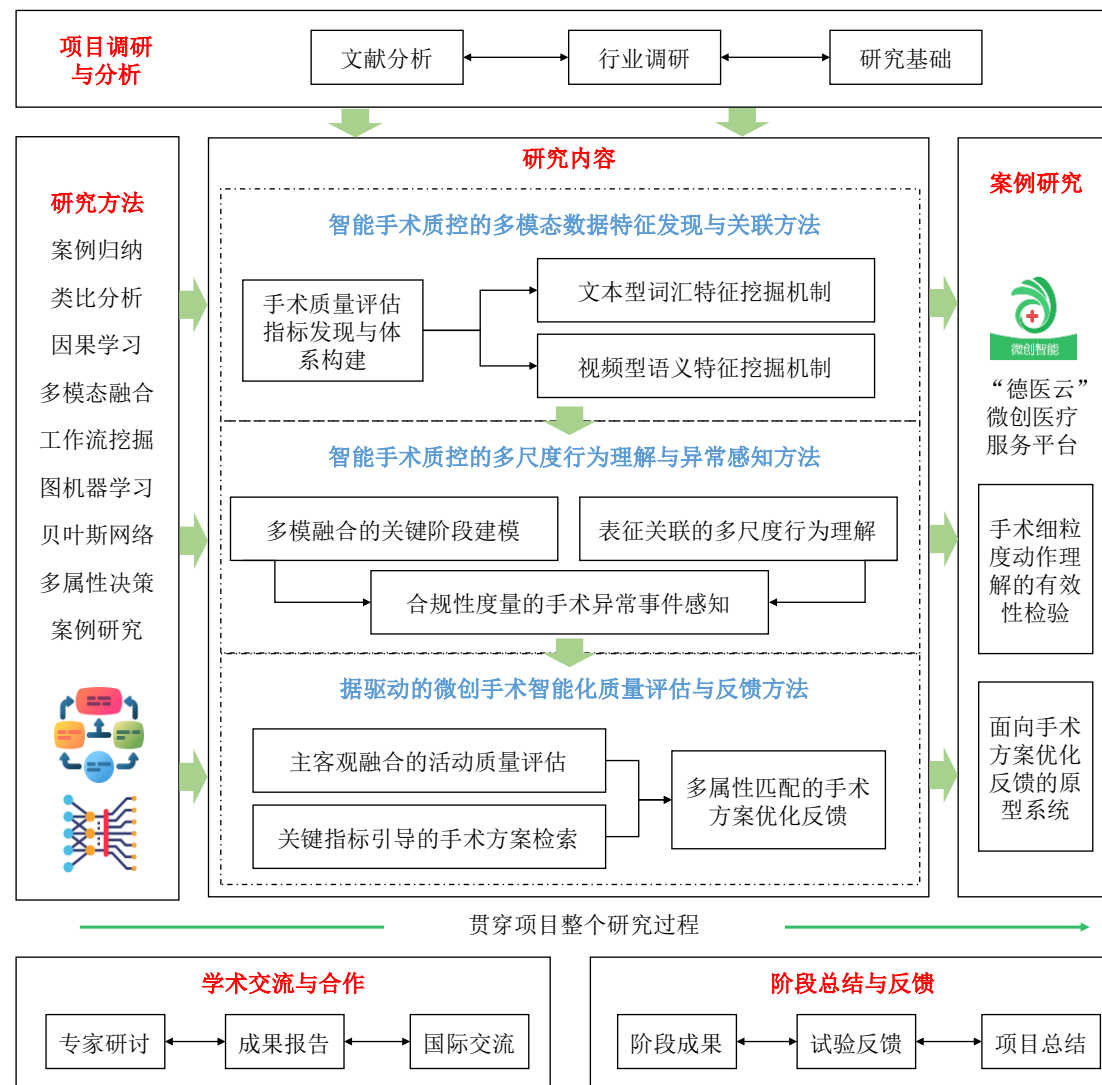 项目调研
与分析
文献分析
行业调研
研究基础
研究方法
案例归纳
类比分析
因果学习
多模态融合
工作流挖掘
图机器学习
贝叶斯网络
多属性决策
案例研究
研究内容
智能手术质控的多模态数据特征发现与关联方法
手术质量评估
指标发现与体
系构建
文本型词汇特征挖掘机制
视频型语义特征挖掘机制
智能手术质控的多尺度行为理解与异常感知方法
多模融合的关键阶段建模
表征关联的多尺度行为理解
合规性度量的手术异常事件感知
据驱动的微创手术智能化质量评估与反馈方法
主客观融合的活动质量评估
关键指标引导的手术方案检索
多属性匹配的手术
方案优化反馈
案例研究
微创智能
“德医云”
微创医疗
服务平台
手术细粒
度动作理
解的有效
性检验
面向手术
方案优化
反馈的原
型系统
贯穿项目整个研究过程
学术交流与合作
专家研讨
成果报告
国际交流
阶段总结与反馈
阶段成果
试验反馈
项目总结